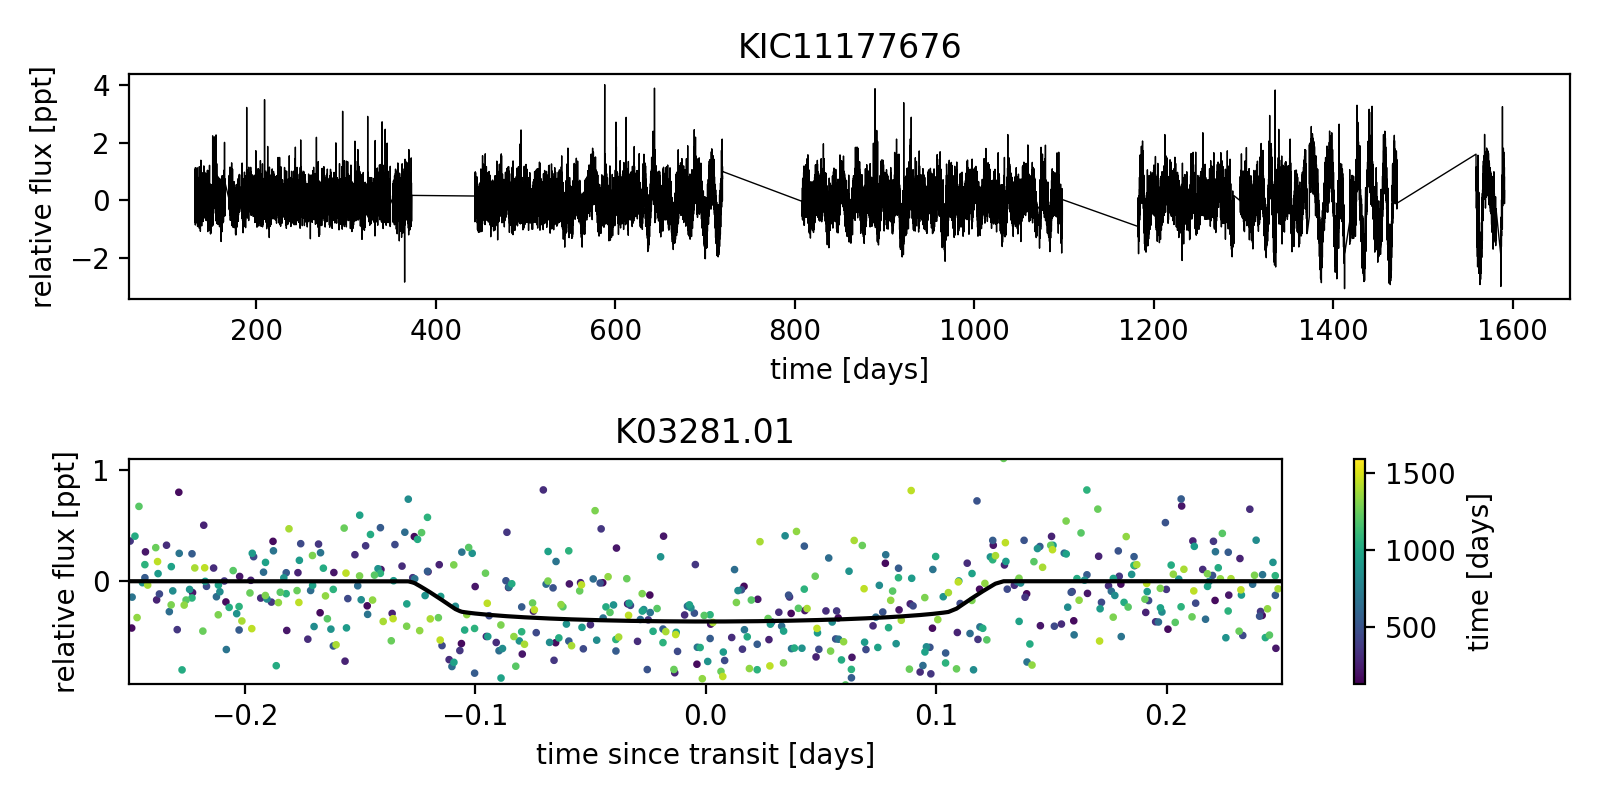 KIC11177676
relative flux [ppt]
4
2
0
−2
200 400 600 800 1000 1200 1400 1600
time [days]
K03281.01
relative flux [ppt]
1
0
−0.2 −0.1 0.0 0.1 0.2
time since transit [days]
1500
1000
500
time [days]